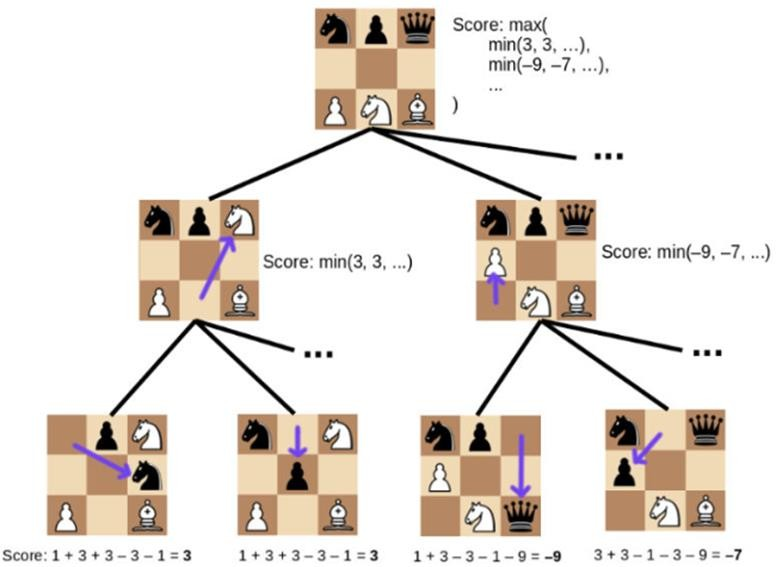 Score: max(
min(3, 3, ...),
min(–9, –7, ...),
...
)
...
Score: min(3, 3, ...)
Score: min(–9, –7, ...)
...
...
Score: 1 + 3 + 3 – 3 – 1 = 3
1 + 3 + 3 – 3 – 1 = 3
1 + 3 – 3 – 1 – 9 = –9
3 + 3 – 1 – 3 – 9 = –7